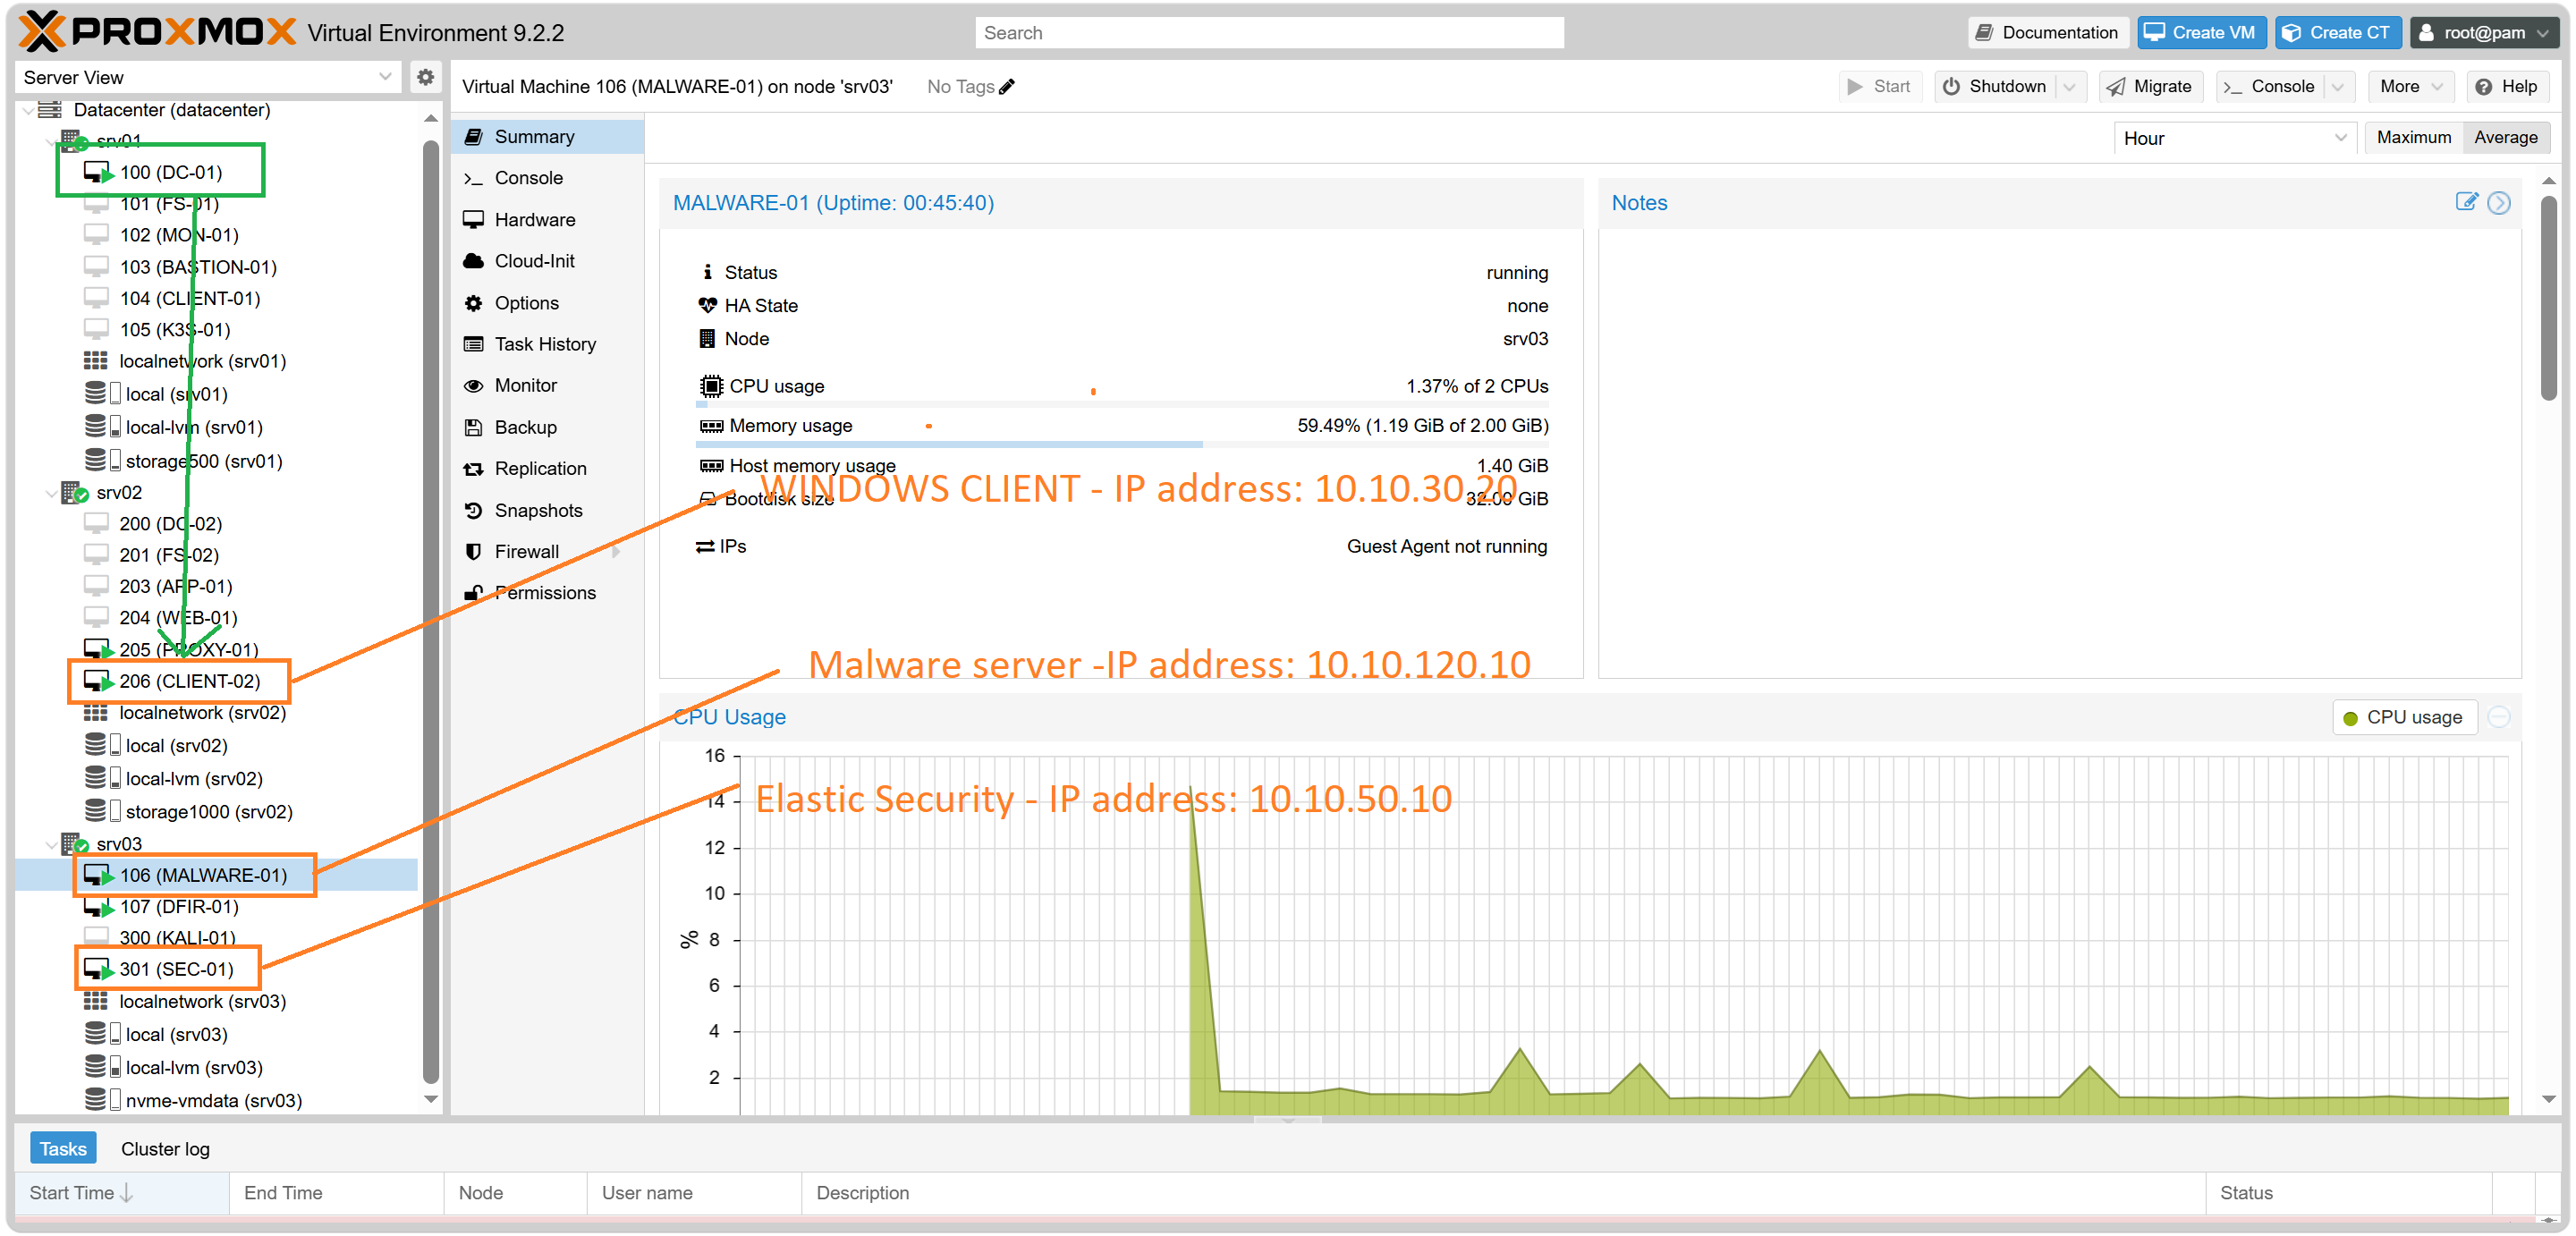 PROXMOX Virtual Environment 9.2.2
Search
Documentation
Create VM
Create CT
root@pam
Server View
Virtual Machine 106 (MALWARE-01) on node 'srv03'
No Tags
Start
Shutdown
Migrate
Console
More
Help
Datacenter (datacenter)
srv01
100 (DC-01)
101 (FS-01)
102 (MON-01)
103 (BASTION-01)
104 (CLIENT-01)
105 (K3S-01)
localnetwork (srv01)
local (srv01)
local-lvm (srv01)
storage500 (srv01)
srv02
200 (DC-02)
201 (FS-02)
203 (APP-01)
204 (WEB-01)
205 (PROXY-01)
206 (CLIENT-02)
localnetwork (srv02)
local (srv02)
local-lvm (srv02)
storage1000 (srv02)
srv03
106 (MALWARE-01)
107 (DFIR-01)
300 (KALI-01)
301 (SEC-01)
localnetwork (srv03)
local (srv03)
local-lvm (srv03)
nvme-vmdata (srv03)
Summary
Console
Hardware
Cloud-Init
Options
Task History
Monitor
Backup
Replication
Snapshots
Firewall
Permissions
Hour
Maximum
Average
MALWARE-01 (Uptime: 00:45:40)
Status running
HA State none
Node srv03
CPU usage 1.37% of 2 CPUs
Memory usage 59.49% (1.19 GiB of 2.00 GiB)
Host memory usage 1.40 GiB
WINDOWS CLIENT - IP address: 10.10.30.20
Bootdisk size 32.00 GiB
IPs Guest Agent not running
Malware server -IP address: 10.10.120.10
Notes
CPU Usage
CPU usage
Elastic Security - IP address: 10.10.50.10
16
14
12
10
8
6
4
2
%
Tasks
Cluster log
Start Time
End Time
Node
User name
Description
Status